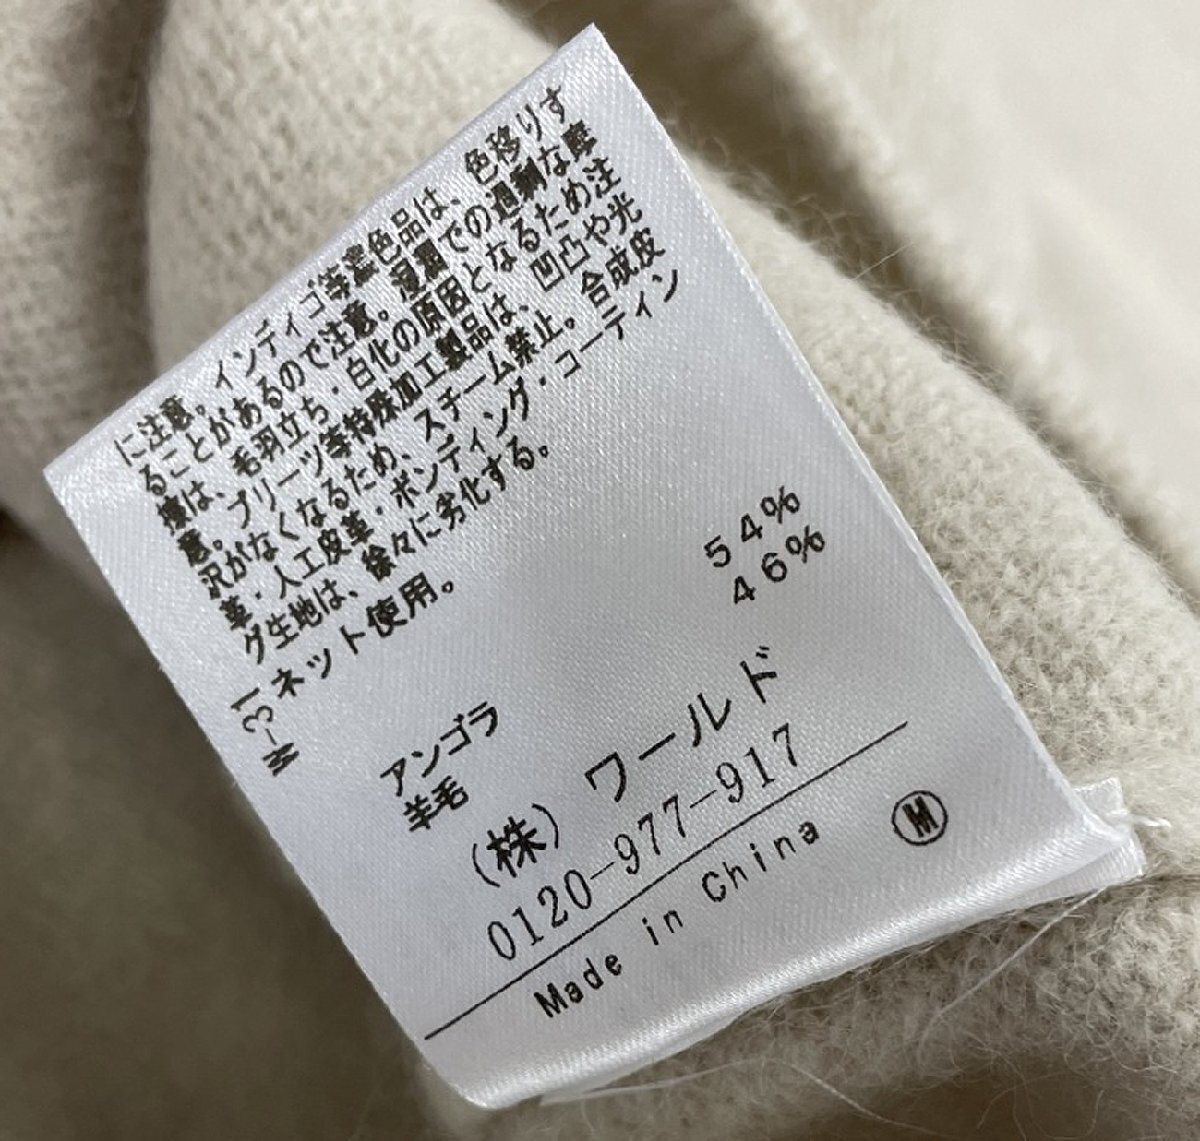 に注意。インディゴ等濃色品は、色移りす
ることがあるので注意。湿潤での過剰な摩
擦は、毛羽立ち・白化の原因となるため注
意。プリーツ等特殊加工製品は、凹凸や光
沢がなくなるため、スチーム禁止。合成皮
革・人工皮革・ボンディング・コーティン
グ生地は、徐々に劣化する。
ネット使用。
アンゴラ 54%
羊毛 46%
(株) ワールド
0120-977-917
Made in China
M